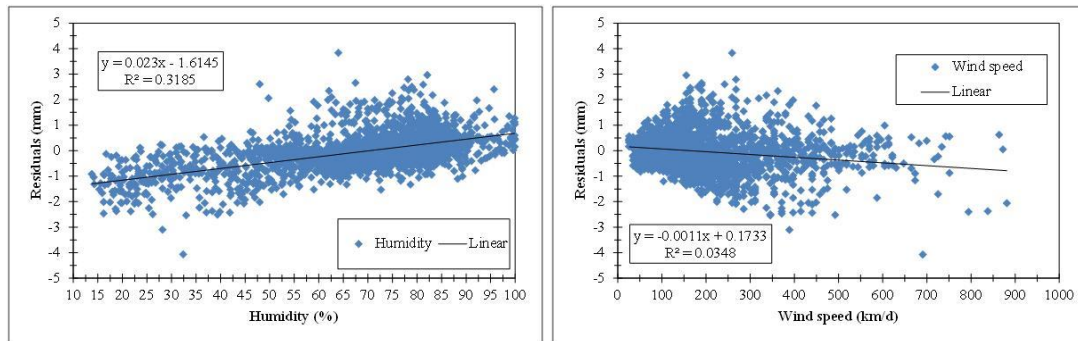 5
4
3
2
1
0
-1
-2
-3
-4
-5
Residuals (mm)
y = 0.023x - 1.6145
R² = 0.3185
Humidity Linear
10 15 20 25 30 35 40 45 50 55 60 65 70 75 80 85 90 95 100
Humidity (%)
5
4
3
2
1
0
-1
-2
-3
-4
-5
Residuals (mm)
Wind speed
Linear
y = -0.0011x + 0.1733
R² = 0.0348
0 100 200 300 400 500 600 700 800 900 1000
Wind speed (km/d)